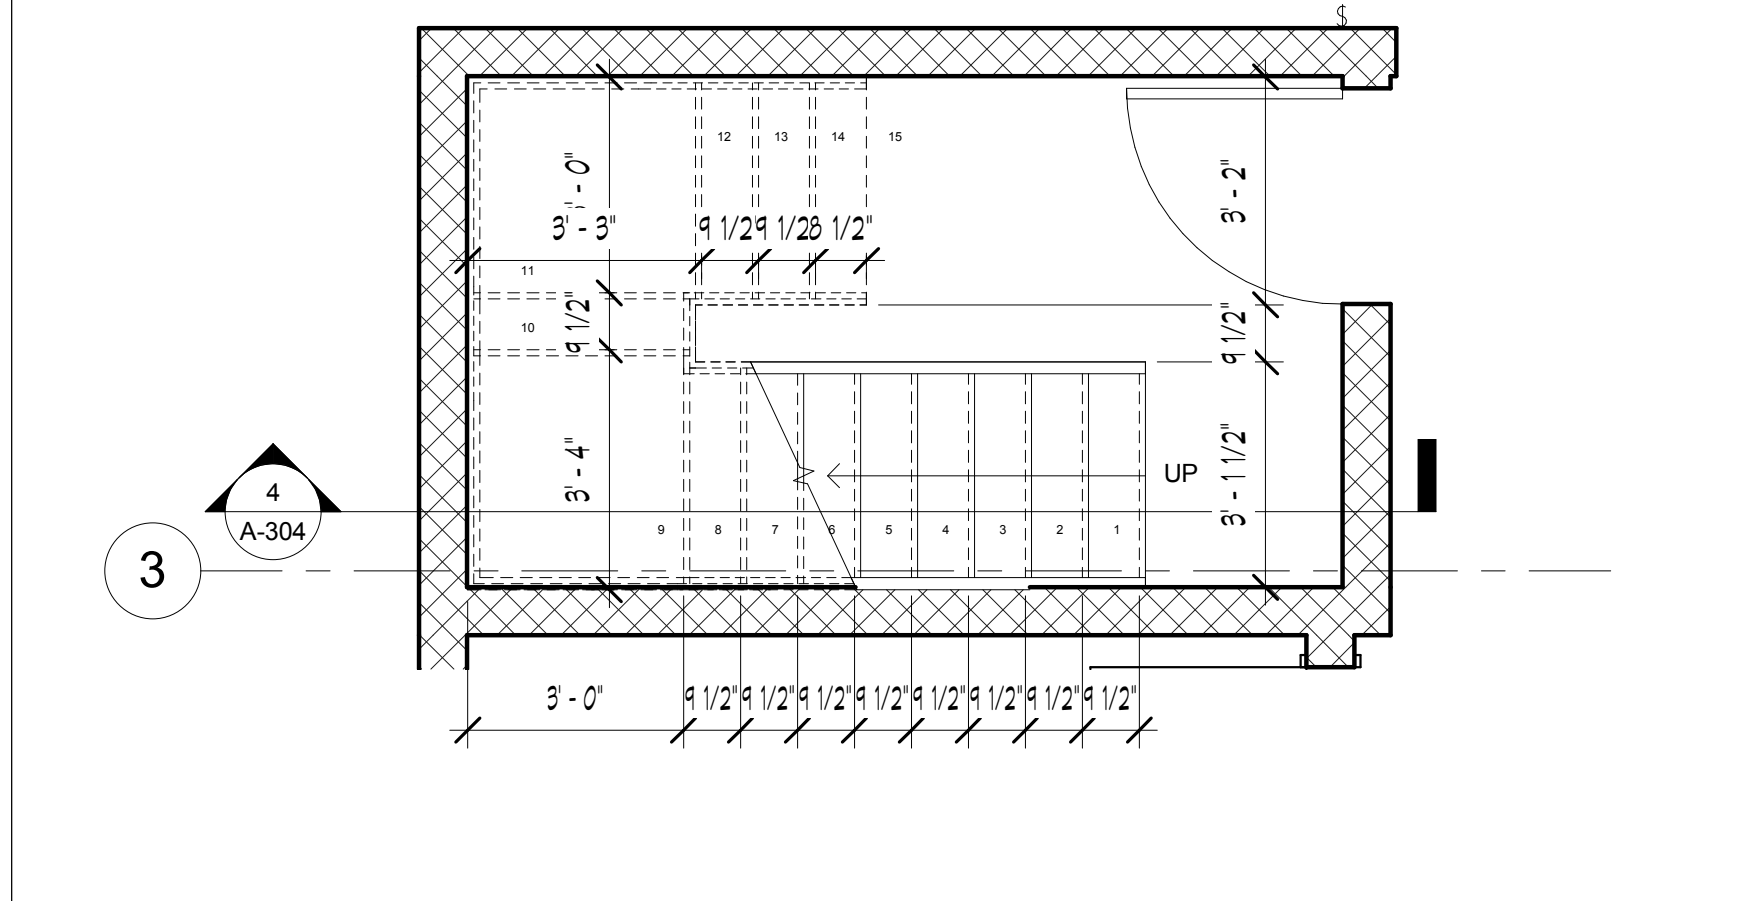 $
12 13 14 15
3' - 0"
3' - 2"
3' - 3" 9 1/2 9 1/2 8 1/2"
11
10
9 1/2"
9 1/2"
3' - 4"
3' - 1 1/2"
UP
4
A-304
3
9 8 7 6 5 4 3 2 1
3' - 0" 9 1/2" 9 1/2" 9 1/2" 9 1/2" 9 1/2" 9 1/2" 9 1/2" 9 1/2"